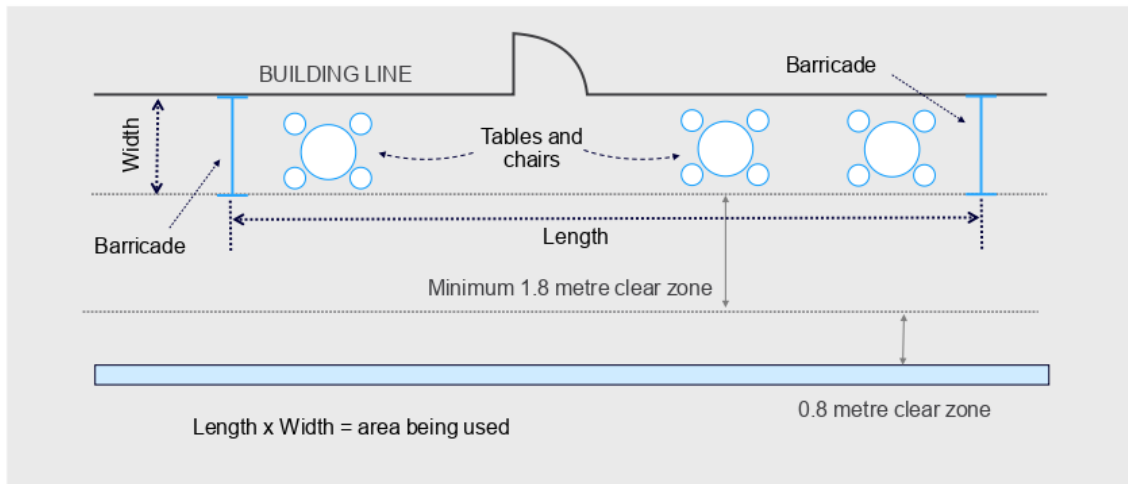 BUILDING LINE
Barricade
Width
Tables and
chairs
Barricade
Length
Minimum 1.8 metre clear zone
0.8 metre clear zone
Length x Width = area being used